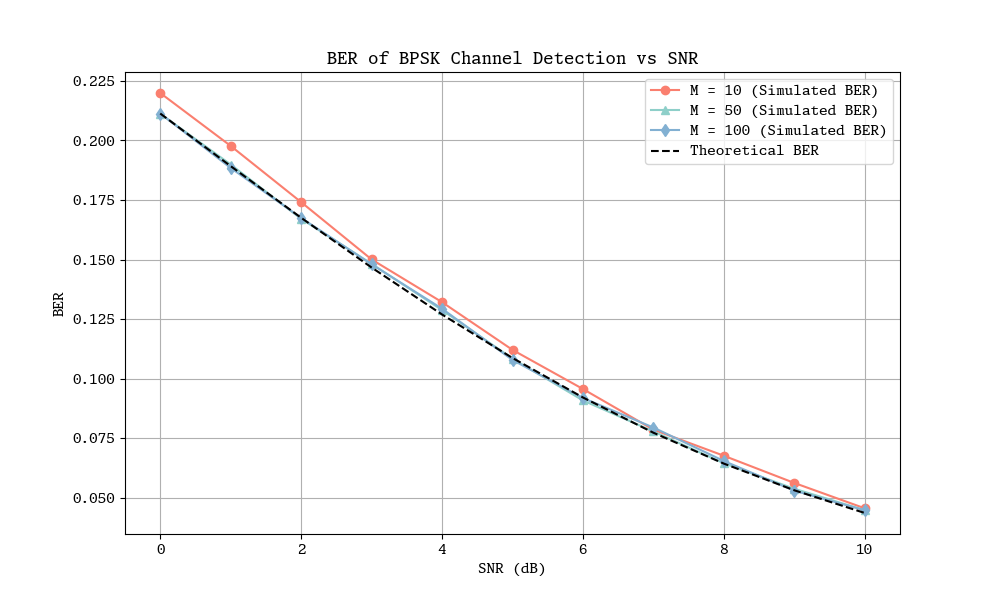 BER of BPSK Channel Detection vs SNR
M = 10 (Simulated BER)
M = 50 (Simulated BER)
M = 100 (Simulated BER)
Theoretical BER
BER
0.225
0.200
0.175
0.150
0.125
0.100
0.075
0.050
0 2 4 6 8 10
SNR (dB)